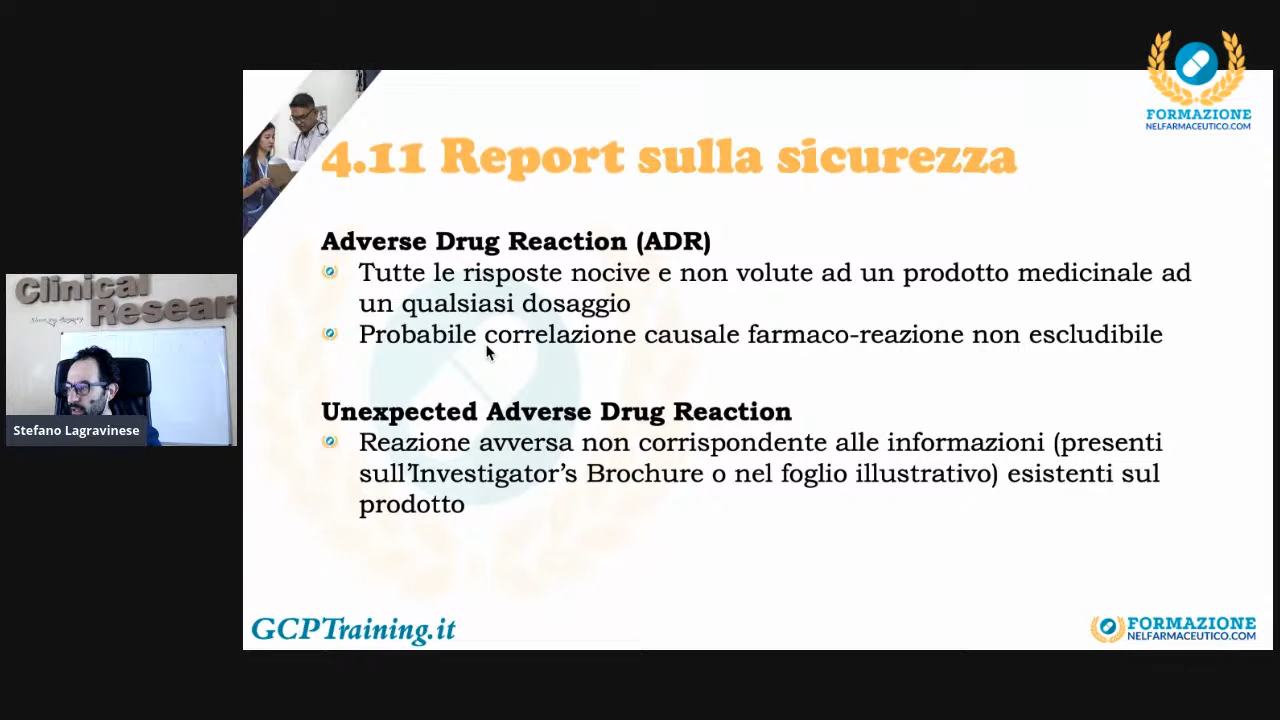 FORMAZIONE
NELFARMACEUTICO.COM
4.11 Report sulla sicurezza
Adverse Drug Reaction (ADR)
Tutte le risposte nocive e non volute ad un prodotto medicinale ad
un qualsiasi dosaggio
Probabile correlazione causale farmaco-reazione non escludibile
Unexpected Adverse Drug Reaction
Reazione avversa non corrispondente alle informazioni (presenti
sull’Investigator’s Brochure o nel foglio illustrativo) esistenti sul
prodotto
Clinical
Resear
Stefano Lagravinese
GCPTraining.it
FORMAZIONE
NELFARMACEUTICO.COM